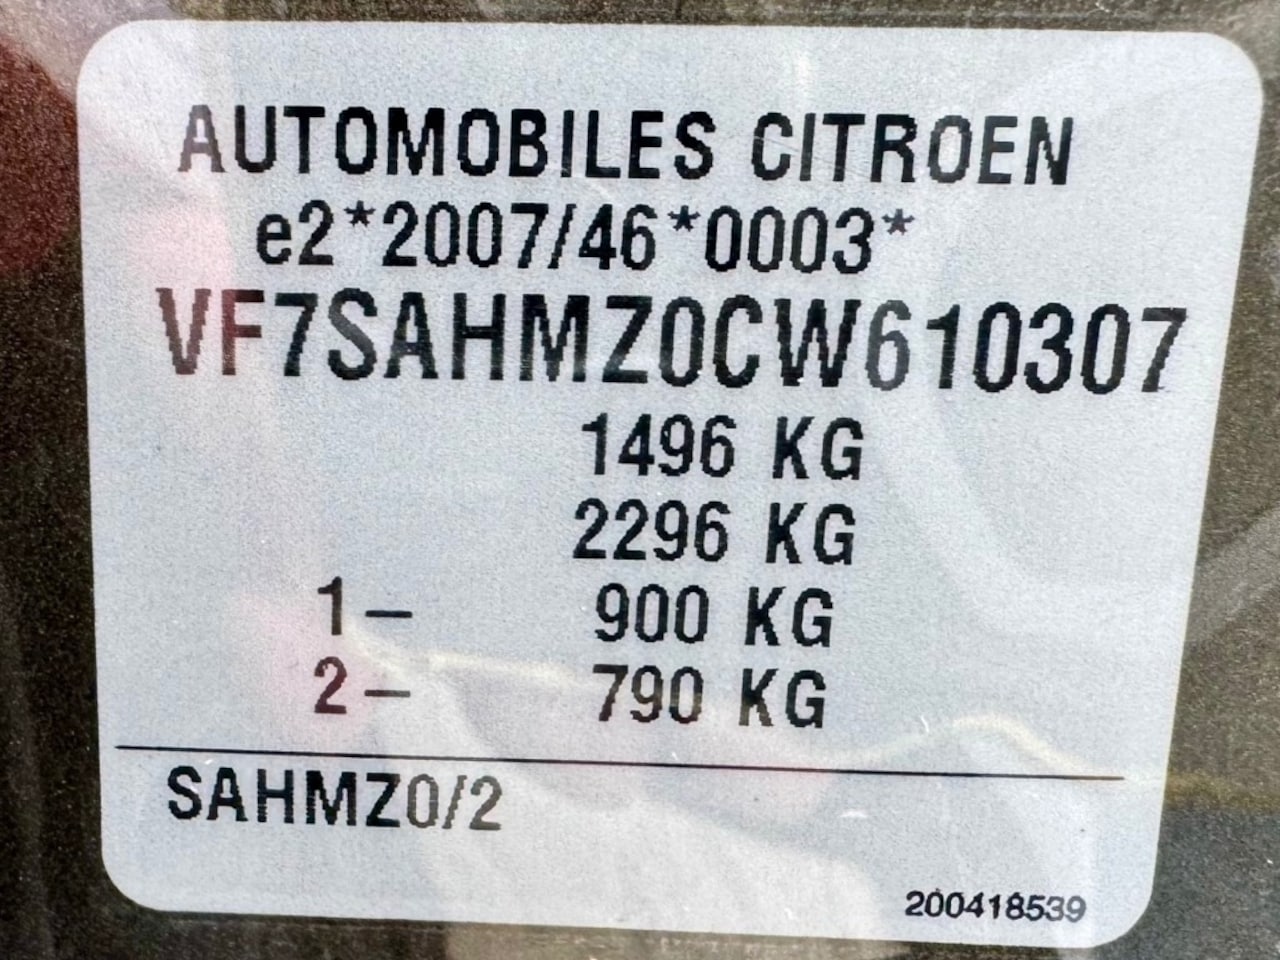 AUTOMOBILES CITROEN
e2*2007/46*0003*
VF7SAHMZ0CW610307
1496 KG
2296 KG
1– 900 KG
2– 790 KG
SAHMZ0/2
200418539